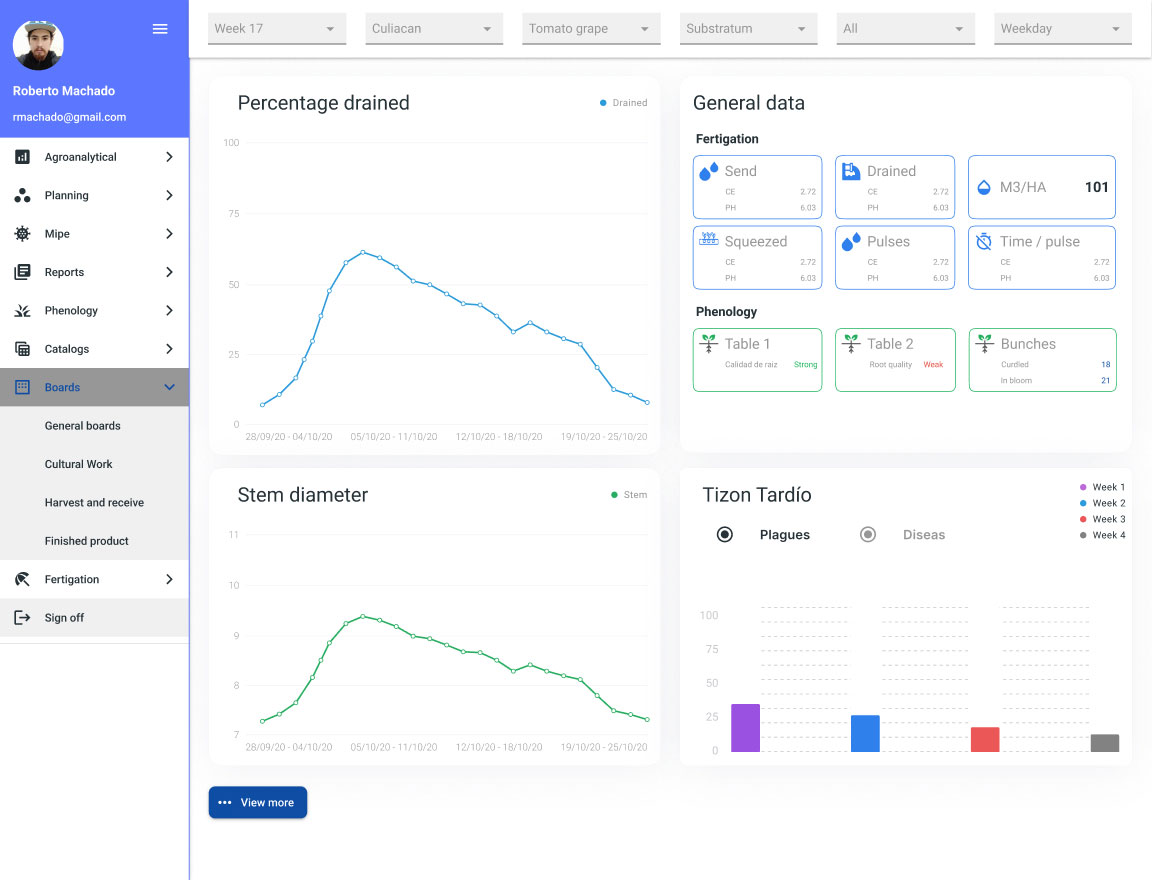 Roberto Machado
rmachado@gmail.com
Agroanalytical
Planning
Mipe
Reports
Phenology
Catalogs
Boards
General boards
Cultural Work
Harvest and receive
Finished product
Fertigation
Sign off
Week 17 Culiacan Tomato grape Substratum All Weekday
Percentage drained
Drained
100
75
50
25
0
28/09/20 - 04/10/20 05/10/20 - 11/10/20 12/10/20 - 18/10/20 19/10/20 - 25/10/20
General data
Fertigation
Send
CE 2.72
PH 6.03
Drained
CE 2.72
PH 6.03
M3/HA 101
Squeezed
CE 2.72
PH 6.03
Pulses
CE 2.72
PH 6.03
Time / pulse
CE 2.72
PH 6.03
Phenology
Table 1
Calidad de raiz Strong
Table 2
Root quality Weak
Bunches
Curdled 18
In bloom 21
Stem diameter
Stem
11
10
9
8
7
28/09/20 - 04/10/20 05/10/20 - 11/10/20 12/10/20 - 18/10/20 19/10/20 - 25/10/20
Tizon Tardío
Week 1
Week 2
Week 3
Week 4
Plagues Diseas
100
75
50
25
0
View more